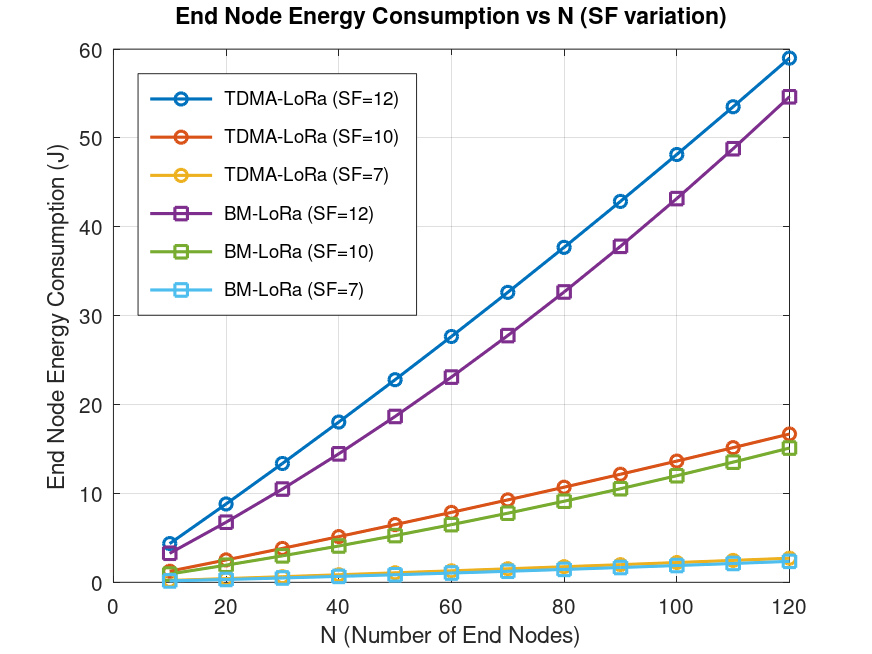 End Node Energy Consumption vs N (SF variation)
End Node Energy Consumption (J)
60
50
40
30
20
10
0
TDMA-LoRa (SF=12)
TDMA-LoRa (SF=10)
TDMA-LoRa (SF=7)
BM-LoRa (SF=12)
BM-LoRa (SF=10)
BM-LoRa (SF=7)
0 20 40 60 80 100 120
N (Number of End Nodes)